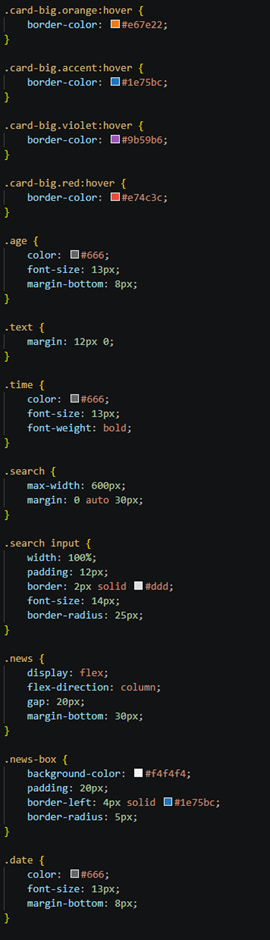 .card-big.orange:hover {
    border-color: #e67e22;
}

.card-big.accent:hover {
    border-color: #1e75bc;
}

.card-big.violet:hover {
    border-color: #9b59b6;
}

.card-big.red:hover {
    border-color: #e74c3c;
}

.age {
    color: #666;
    font-size: 13px;
    margin-bottom: 8px;
}

.text {
    margin: 12px 0;
}

.time {
    color: #666;
    font-size: 13px;
    font-weight: bold;
}

.search {
    max-width: 600px;
    margin: 0 auto 30px;
}

.search input {
    width: 100%;
    padding: 12px;
    border: 2px solid #ddd;
    font-size: 14px;
    border-radius: 25px;
}

.news {
    display: flex;
    flex-direction: column;
    gap: 20px;
    margin-bottom: 30px;
}

.news-box {
    background-color: #f4f4f4;
    padding: 20px;
    border-left: 4px solid #1e75bc;
    border-radius: 5px;
}

.date {
    color: #666;
    font-size: 13px;
    margin-bottom: 8px;
}